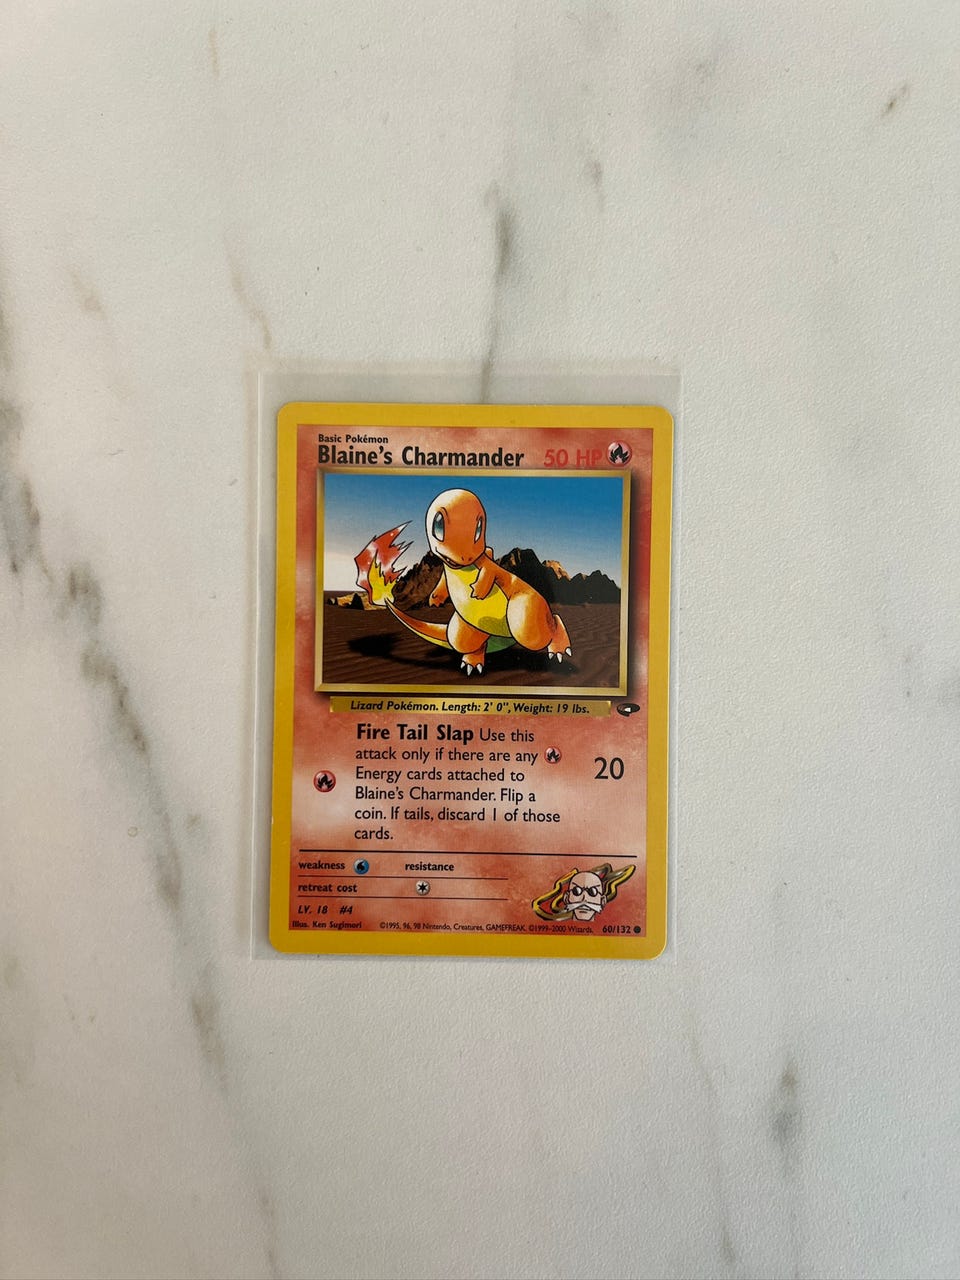 Basic Pokémon
Blaine's Charmander 50 HP
Lizard Pokémon. Length: 2' 0", Weight: 19 lbs.
Fire Tail Slap Use this
attack only if there are any
Energy cards attached to
Blaine's Charmander. Flip a
coin. If tails, discard 1 of those
cards.
20
weakness resistance
retreat cost
LV. 18 #4
Illus. Ken Sugimori ©1995, 96, 98 Nintendo, Creatures, GAMEFREAK. ©1999-2000 Wizards. 60/132